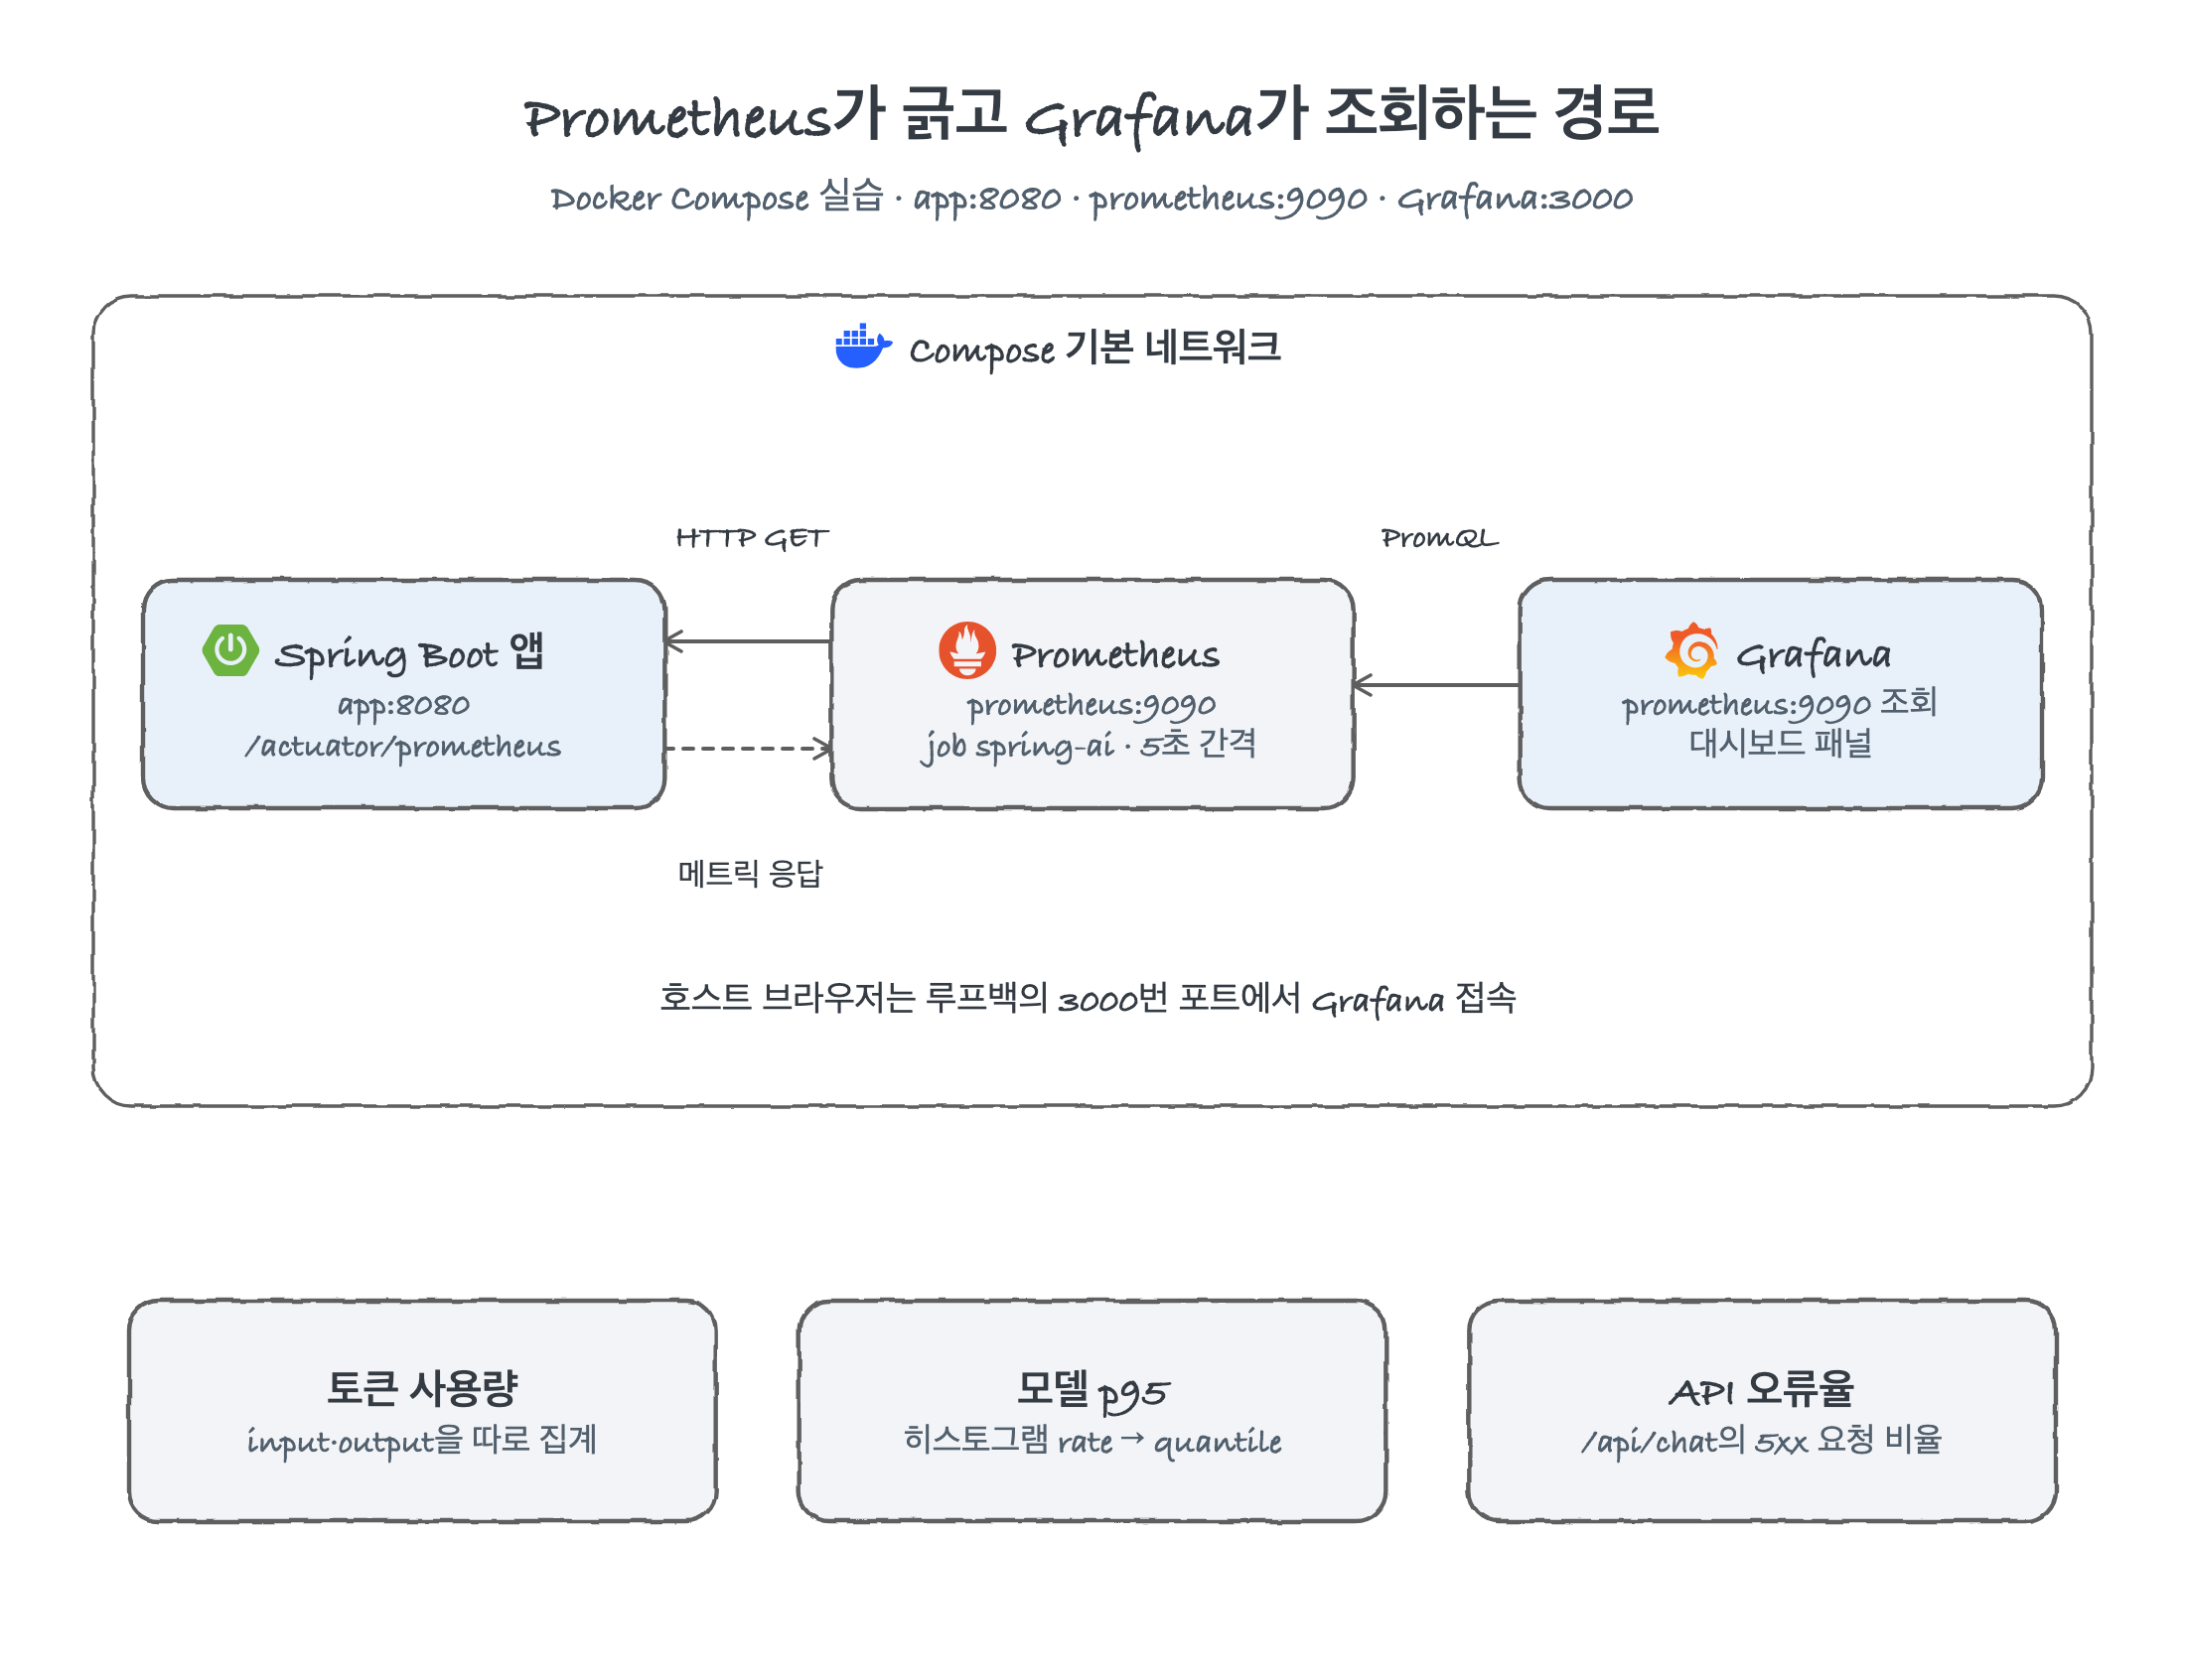 Prometheus가 긁고 Grafana가 조회하는 경로
Docker Compose 실습 · app:8080 · prometheus:9090 · Grafana:3000
Compose 기본 네트워크
HTTP GET
PromQL
Spring Boot 앱
app:8080
/actuator/prometheus
Prometheus
prometheus:9090
job spring-ai · 5초 간격
Grafana
prometheus:9090 조회
대시보드 패널
메트릭 응답
호스트 브라우저는 루프백의 3000번 포트에서 Grafana 접속
토큰 사용량
input·output을 따로 집계
모델 p95
히스토그램 rate → quantile
API 오류율
/api/chat의 5xx 요청 비율